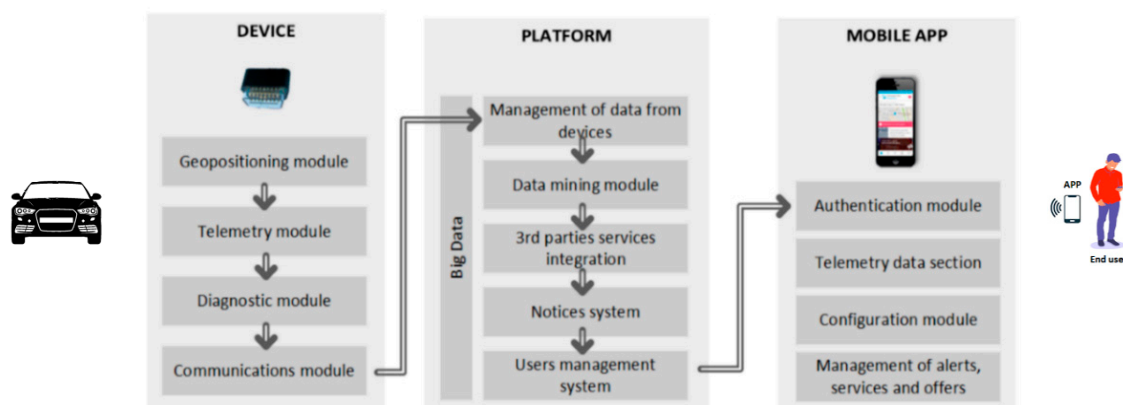 DEVICE
Geopositioning module
Telemetry module
Diagnostic module
Communications module
PLATFORM
Big Data
Management of data from
devices
Data mining module
3rd parties services
integration
Notices system
Users management
system
MOBILE APP
Authentication module
Telemetry data section
Configuration module
Management of alerts,
services and offers
APP
End use